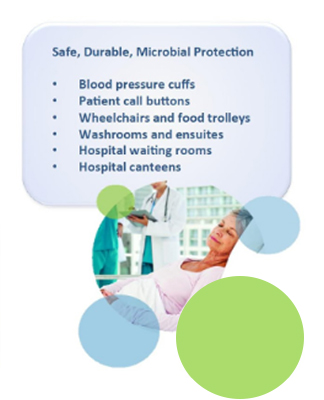 Safe, Durable, Microbial Protection
• Blood pressure cuffs
• Patient call buttons
• Wheelchairs and food trolleys
• Washrooms and ensuites
• Hospital waiting rooms
• Hospital canteens